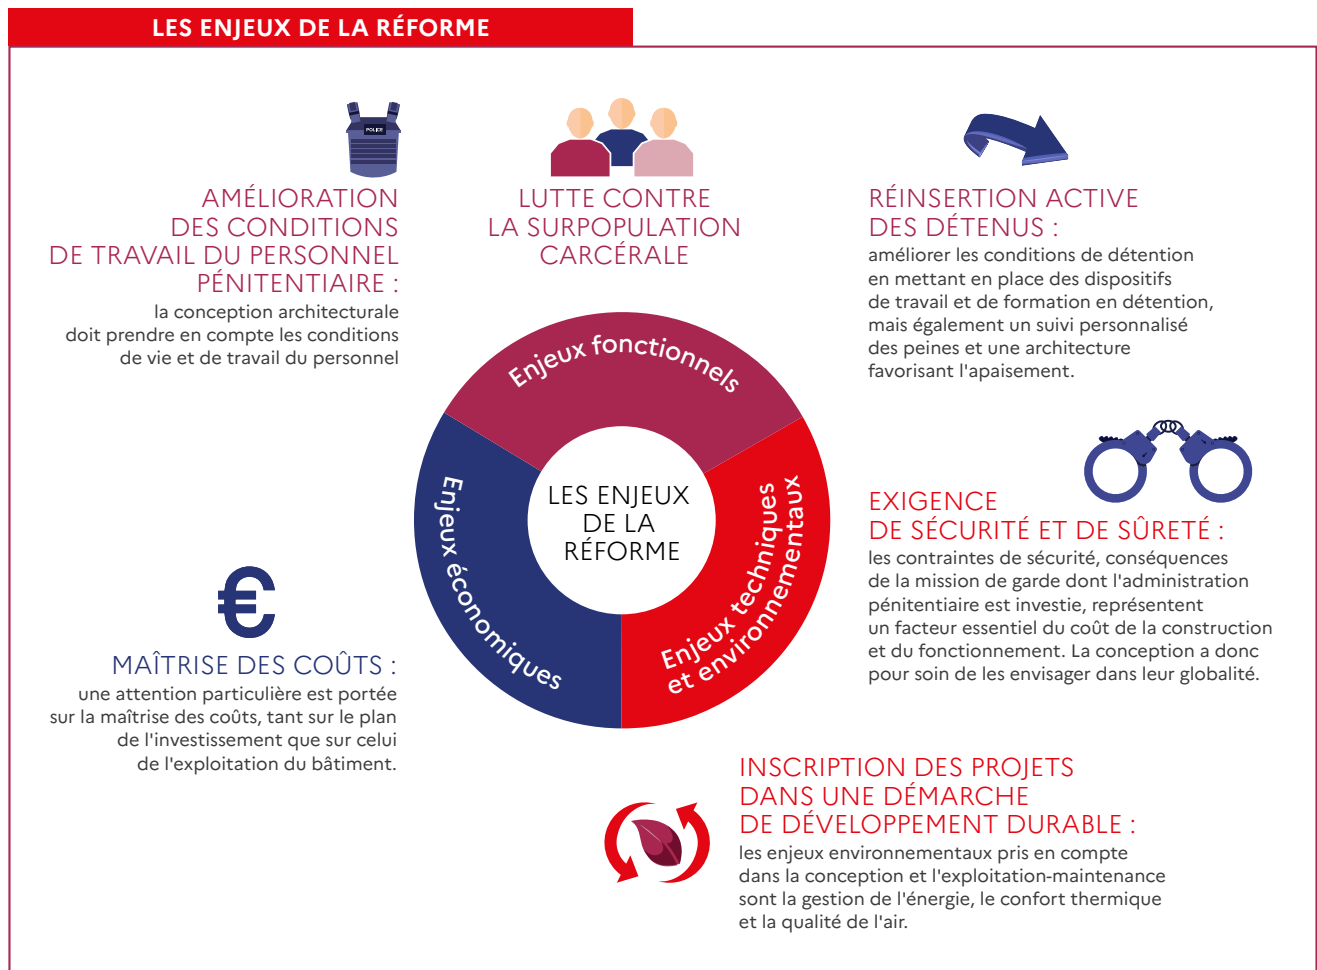 LES ENJEUX DE LA RÉFORME
POLICE
AMÉLIORATION
DES CONDITIONS
DE TRAVAIL DU PERSONNEL
PÉNITENTIAIRE :
la conception architecturale
doit prendre en compte les conditions
de vie et de travail du personnel
LUTTE CONTRE
LA SURPOPULATION
CARCÉRALE
RÉINSERTION ACTIVE
DES DÉTENUS :
améliorer les conditions de détention
en mettant en place des dispositifs
de travail et de formation en détention,
mais également un suivi personnalisé
des peines et une architecture
favorisant l'apaisement.
Enjeux fonctionnels
Enjeux économiques
LES ENJEUX
DE LA
RÉFORME
Enjeux techniques
et environnementaux
EXIGENCE
DE SÉCURITÉ ET DE SÛRETÉ :
les contraintes de sécurité, conséquences
de la mission de garde dont l'administration
pénitentiaire est investie, représentent
un facteur essentiel du coût de la construction
et du fonctionnement. La conception a donc
pour soin de les envisager dans leur globalité.
€
MAÎTRISE DES COÛTS :
une attention particulière est portée
sur la maîtrise des coûts, tant sur le plan
de l'investissement que sur celui
de l'exploitation du bâtiment.
INSCRIPTION DES PROJETS
DANS UNE DÉMARCHE
DE DÉVELOPPEMENT DURABLE :
les enjeux environnementaux pris en compte
dans la conception et l'exploitation-maintenance
sont la gestion de l'énergie, le confort thermique
et la qualité de l'air.